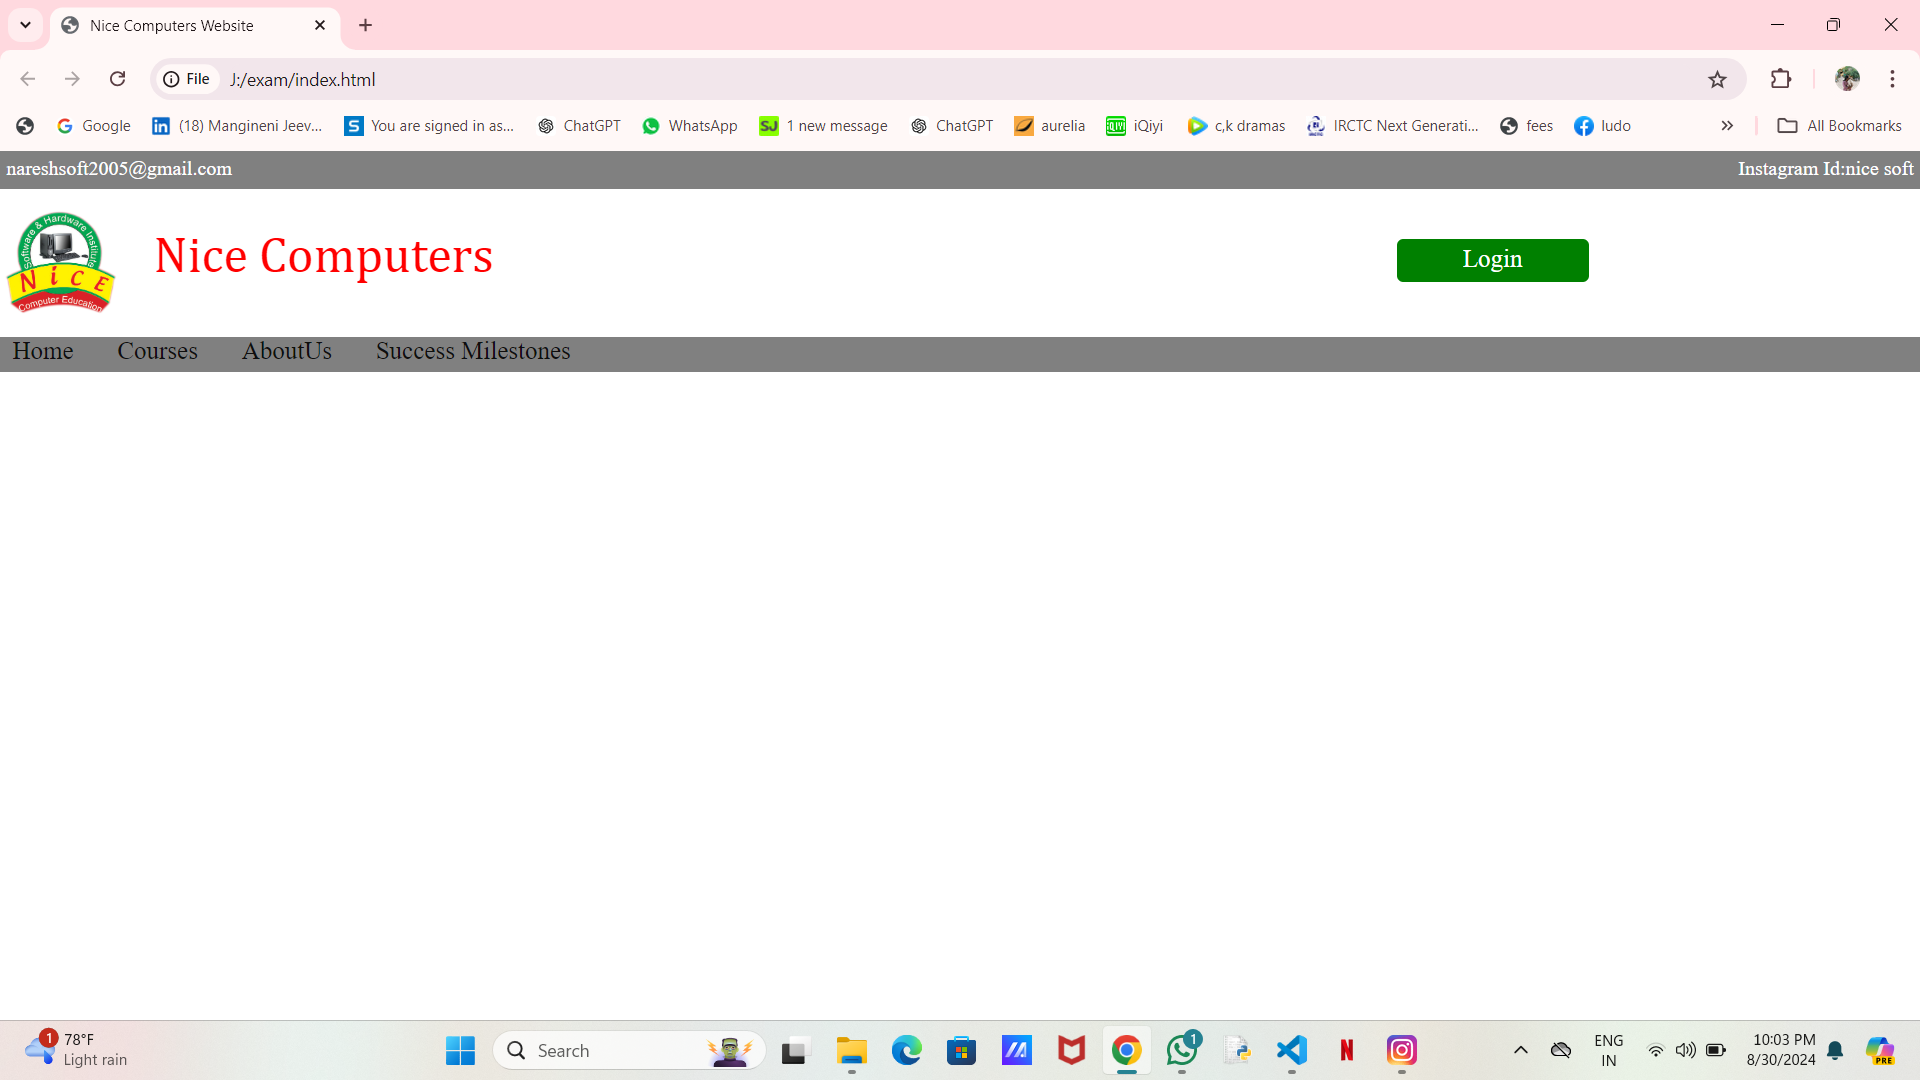 Nice Computers Website
File J:/exam/index.html
Google (18) Mangineni Jeev... You are signed in as... ChatGPT WhatsApp SJ 1 new message ChatGPT aurelia iQIYI iQiyi c,k dramas IRCTC Next Generati... fees ludo All Bookmarks
nareshsoft2005@gmail.com Instagram Id:nice soft
Software & Hardware Institute
NiCE
Computer Education
Nice Computers
Login
Home Courses AboutUs Success Milestones
1 78°F
Light rain
Search
1
ENG
IN
10:03 PM
8/30/2024
PRE